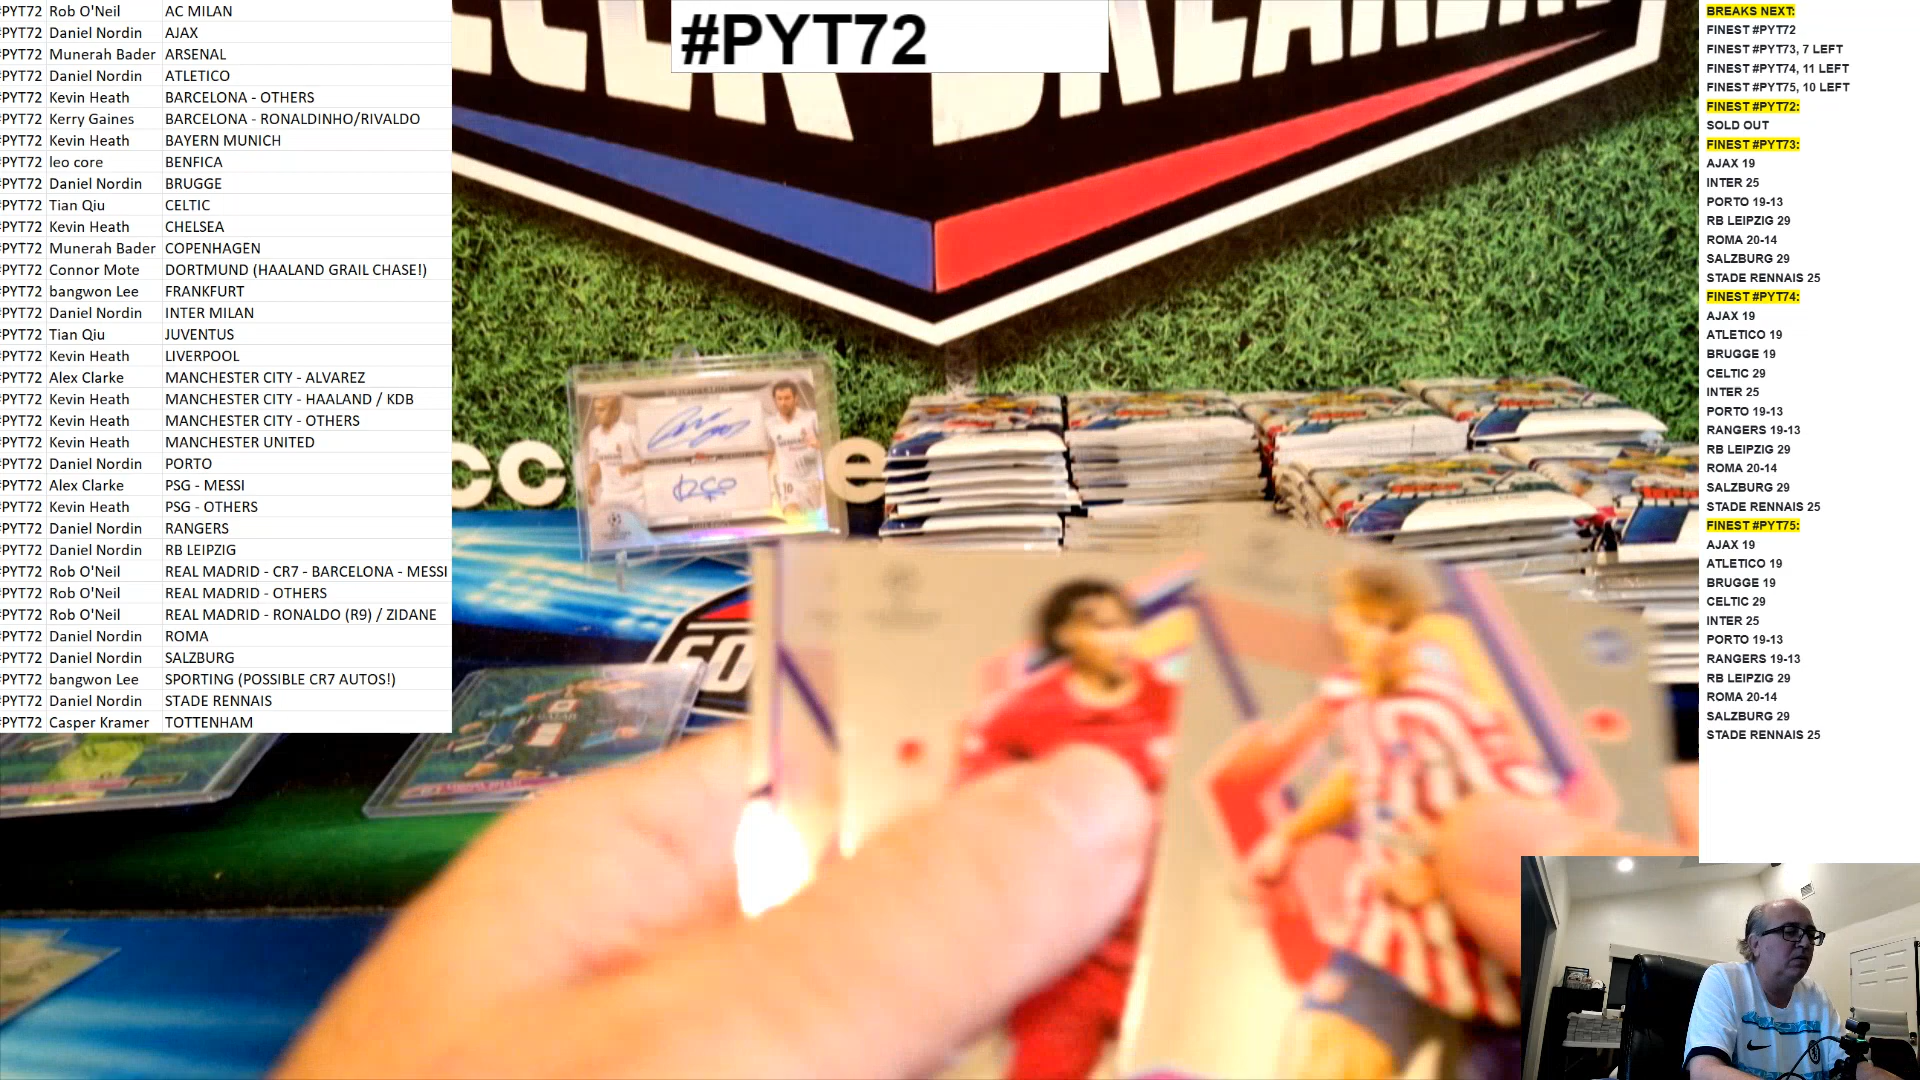 #PYT72 Rob O'Neil AC MILAN
#PYT72 Daniel Nordin AJAX
#PYT72 Munerah Bader ARSENAL
#PYT72 Daniel Nordin ATLETICO
#PYT72 Kevin Heath BARCELONA - OTHERS
#PYT72 Kerry Gaines BARCELONA - RONALDINHO/RIVALDO
#PYT72 Kevin Heath BAYERN MUNICH
#PYT72 leo core BENFICA
#PYT72 Daniel Nordin BRUGGE
#PYT72 Tian Qiu CELTIC
#PYT72 Kevin Heath CHELSEA
#PYT72 Munerah Bader COPENHAGEN
#PYT72 Connor Mote DORTMUND (HAALAND GRAIL CHASE!)
#PYT72 bangwon Lee FRANKFURT
#PYT72 Daniel Nordin INTER MILAN
#PYT72 Tian Qiu JUVENTUS
#PYT72 Kevin Heath LIVERPOOL
#PYT72 Alex Clarke MANCHESTER CITY - ALVAREZ
#PYT72 Kevin Heath MANCHESTER CITY - HAALAND / KDB
#PYT72 Kevin Heath MANCHESTER CITY - OTHERS
#PYT72 Kevin Heath MANCHESTER UNITED
#PYT72 Daniel Nordin PORTO
#PYT72 Alex Clarke PSG - MESSI
#PYT72 Kevin Heath PSG - OTHERS
#PYT72 Daniel Nordin RANGERS
#PYT72 Daniel Nordin RB LEIPZIG
#PYT72 Rob O'Neil REAL MADRID - CR7 - BARCELONA - MESSI
#PYT72 Rob O'Neil REAL MADRID - OTHERS
#PYT72 Rob O'Neil REAL MADRID - RONALDO (R9) / ZIDANE
#PYT72 Daniel Nordin ROMA
#PYT72 Daniel Nordin SALZBURG
#PYT72 bangwon Lee SPORTING (POSSIBLE CR7 AUTOS!)
#PYT72 Daniel Nordin STADE RENNAIS
#PYT72 Casper Kramer TOTTENHAM
#PYT72
BREAKS NEXT:
FINEST #PYT72
FINEST #PYT73, 7 LEFT
FINEST #PYT74, 11 LEFT
FINEST #PYT75, 10 LEFT
FINEST #PYT72:
SOLD OUT
FINEST #PYT73:
AJAX 19
INTER 25
PORTO 19-13
RB LEIPZIG 29
ROMA 20-14
SALZBURG 29
STADE RENNAIS 25
FINEST #PYT74:
AJAX 19
ATLETICO 19
BRUGGE 19
CELTIC 29
INTER 25
PORTO 19-13
RANGERS 19-13
RB LEIPZIG 29
ROMA 20-14
SALZBURG 29
STADE RENNAIS 25
FINEST #PYT75:
AJAX 19
ATLETICO 19
BRUGGE 19
CELTIC 29
INTER 25
PORTO 19-13
RANGERS 19-13
RB LEIPZIG 29
ROMA 20-14
SALZBURG 29
STADE RENNAIS 25